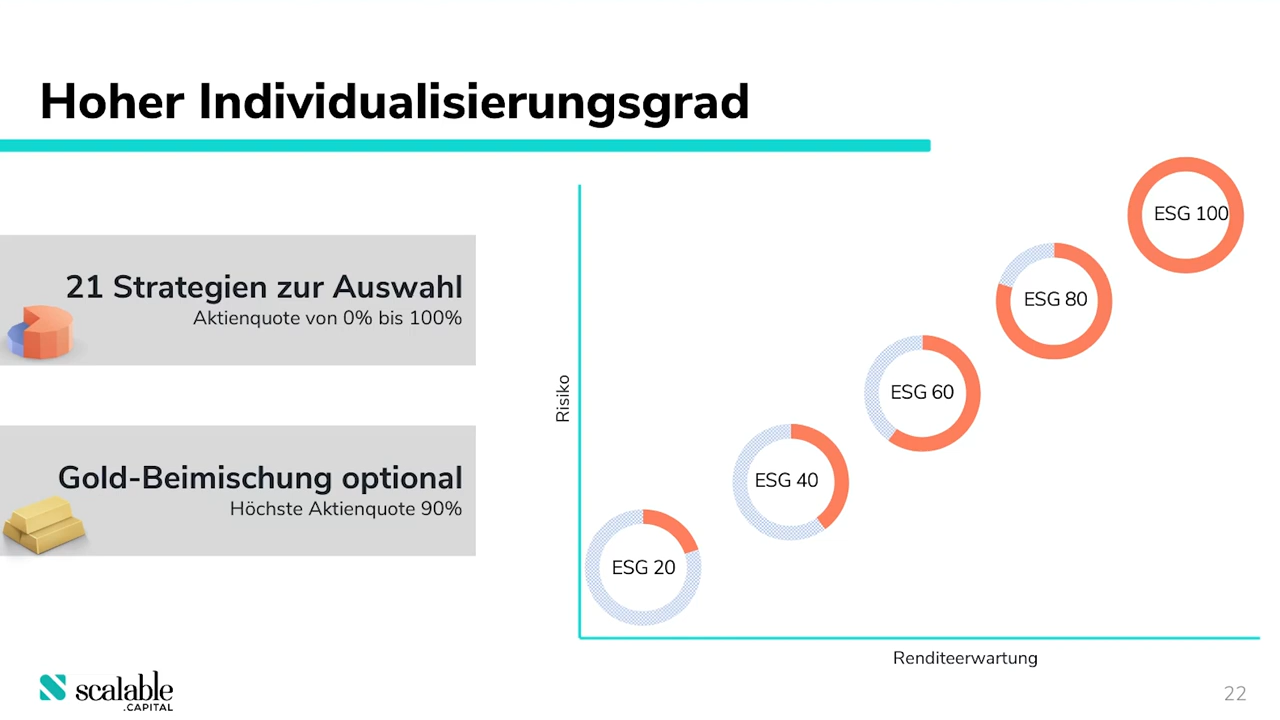 Hoher Individualisierungsgrad
21 Strategien zur Auswahl
Aktienquote von 0% bis 100%
Gold-Beimischung optional
Höchste Aktienquote 90%
Risiko
ESG 100
ESG 80
ESG 60
ESG 40
ESG 20
Renditeerwartung
scalable
.CAPITAL
22